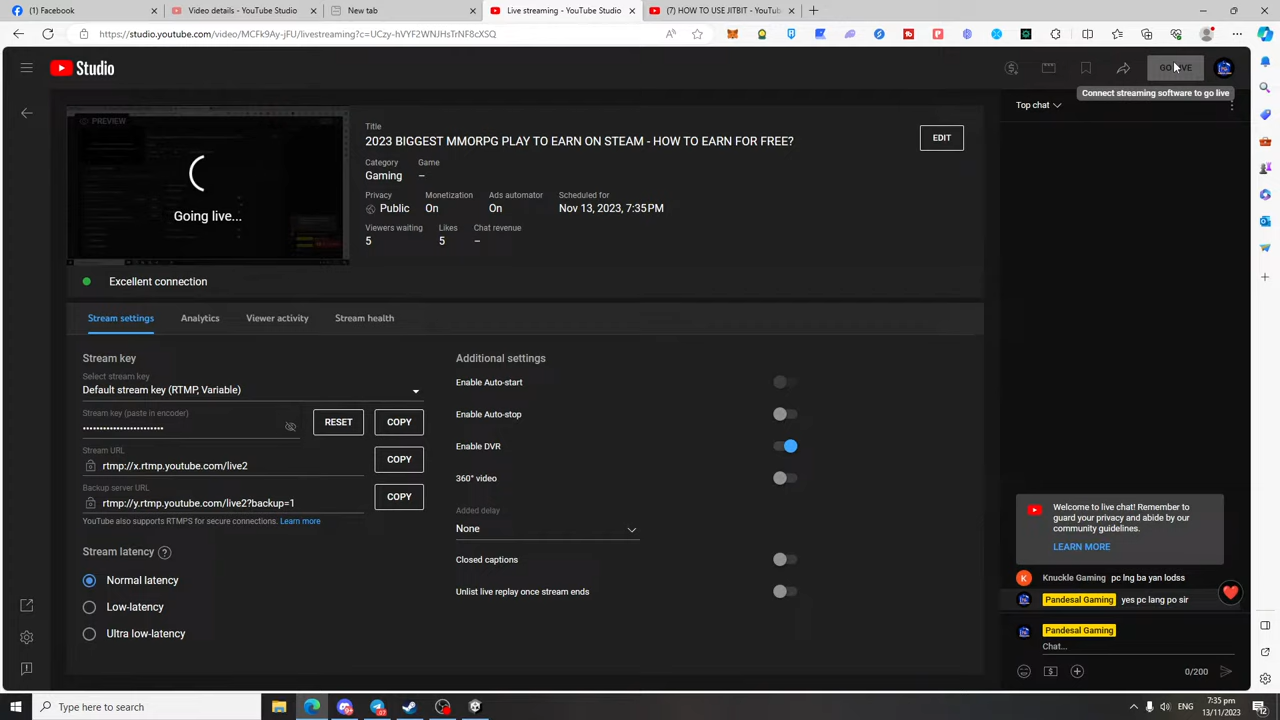 (1) Facebook
Video details - YouTube Studio
New tab
Live streaming - YouTube Studio
(7) HOW TO USE JITBIT - YouTub
https://studio.youtube.com/video/MCFk9Ay-jFU/livestreaming?c=UCzy-hVYF2WNJHsTrNF8cXSQ
Studio
GO LIVE
Connect streaming software to go live
PREVIEW
Going live...
Title
2023 BIGGEST MMORPG PLAY TO EARN ON STEAM - HOW TO EARN FOR FREE?
EDIT
Category Game
Gaming –
Privacy Monetization Ads automator Scheduled for
Public On On Nov 13, 2023, 7:35 PM
Viewers waiting Likes Chat revenue
5 5 –
Excellent connection
Stream settings Analytics Viewer activity Stream health
Stream key
Select stream key
Default stream key (RTMP, Variable)
Stream key (paste in encoder)
RESET COPY
Stream URL
rtmp://x.rtmp.youtube.com/live2
COPY
Backup server URL
rtmp://y.rtmp.youtube.com/live2?backup=1
COPY
YouTube also supports RTMPS for secure connections. Learn more
Stream latency
Normal latency
Low-latency
Ultra low-latency
Additional settings
Enable Auto-start
Enable Auto-stop
Enable DVR
360° video
Added delay
None
Closed captions
Unlist live replay once stream ends
Top chat
Welcome to live chat! Remember to
guard your privacy and abide by our
community guidelines.
LEARN MORE
Knuckle Gaming pc lng ba yan lodss
Pandesal Gaming yes pc lang po sir
Pandesal Gaming
Chat...
0/200
Type here to search
ENG
7:35 pm
13/11/2023